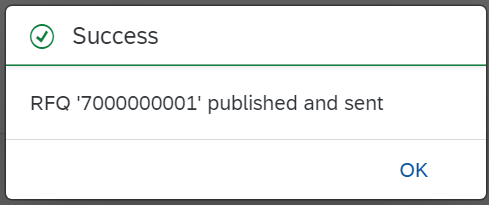 Success
RFQ '7000000001' published and sent
OK